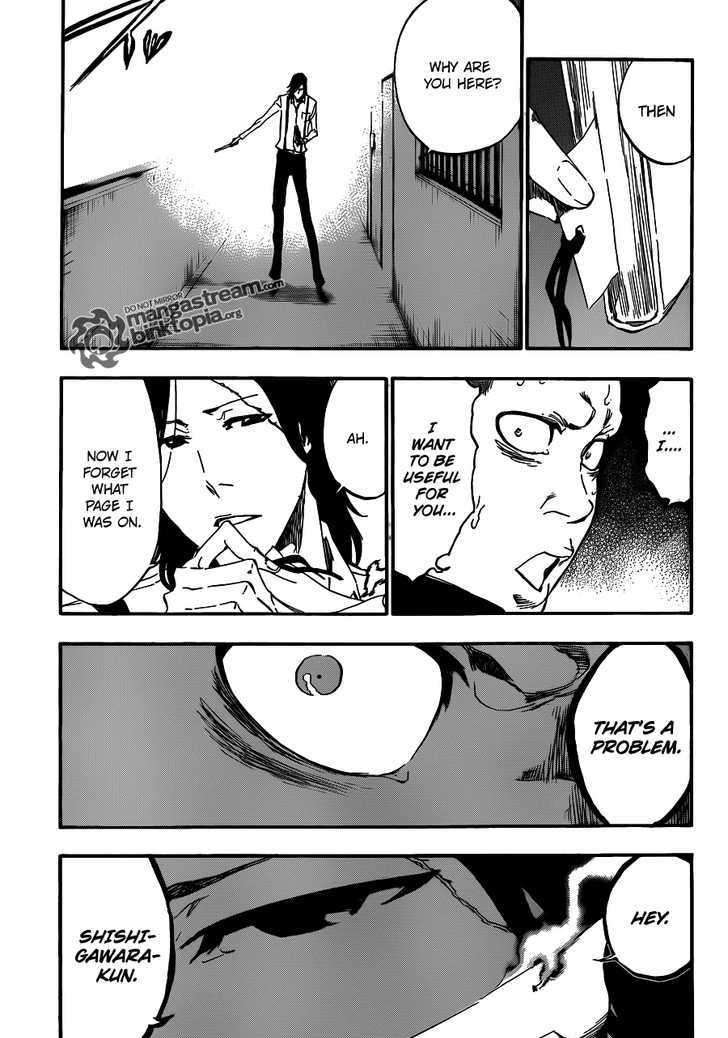 THEN
WHY ARE
YOU HERE?
DO NOT MIRROR
mangastream.com
binktopia.org
...
I....
I
WANT
TO BE
USEFUL
FOR
YOU...
AH.
NOW I
FORGET
WHAT
PAGE I
WAS ON.
THAT'S A
PROBLEM.
HEY.
SHISHI-
GAWARA-
KUN.